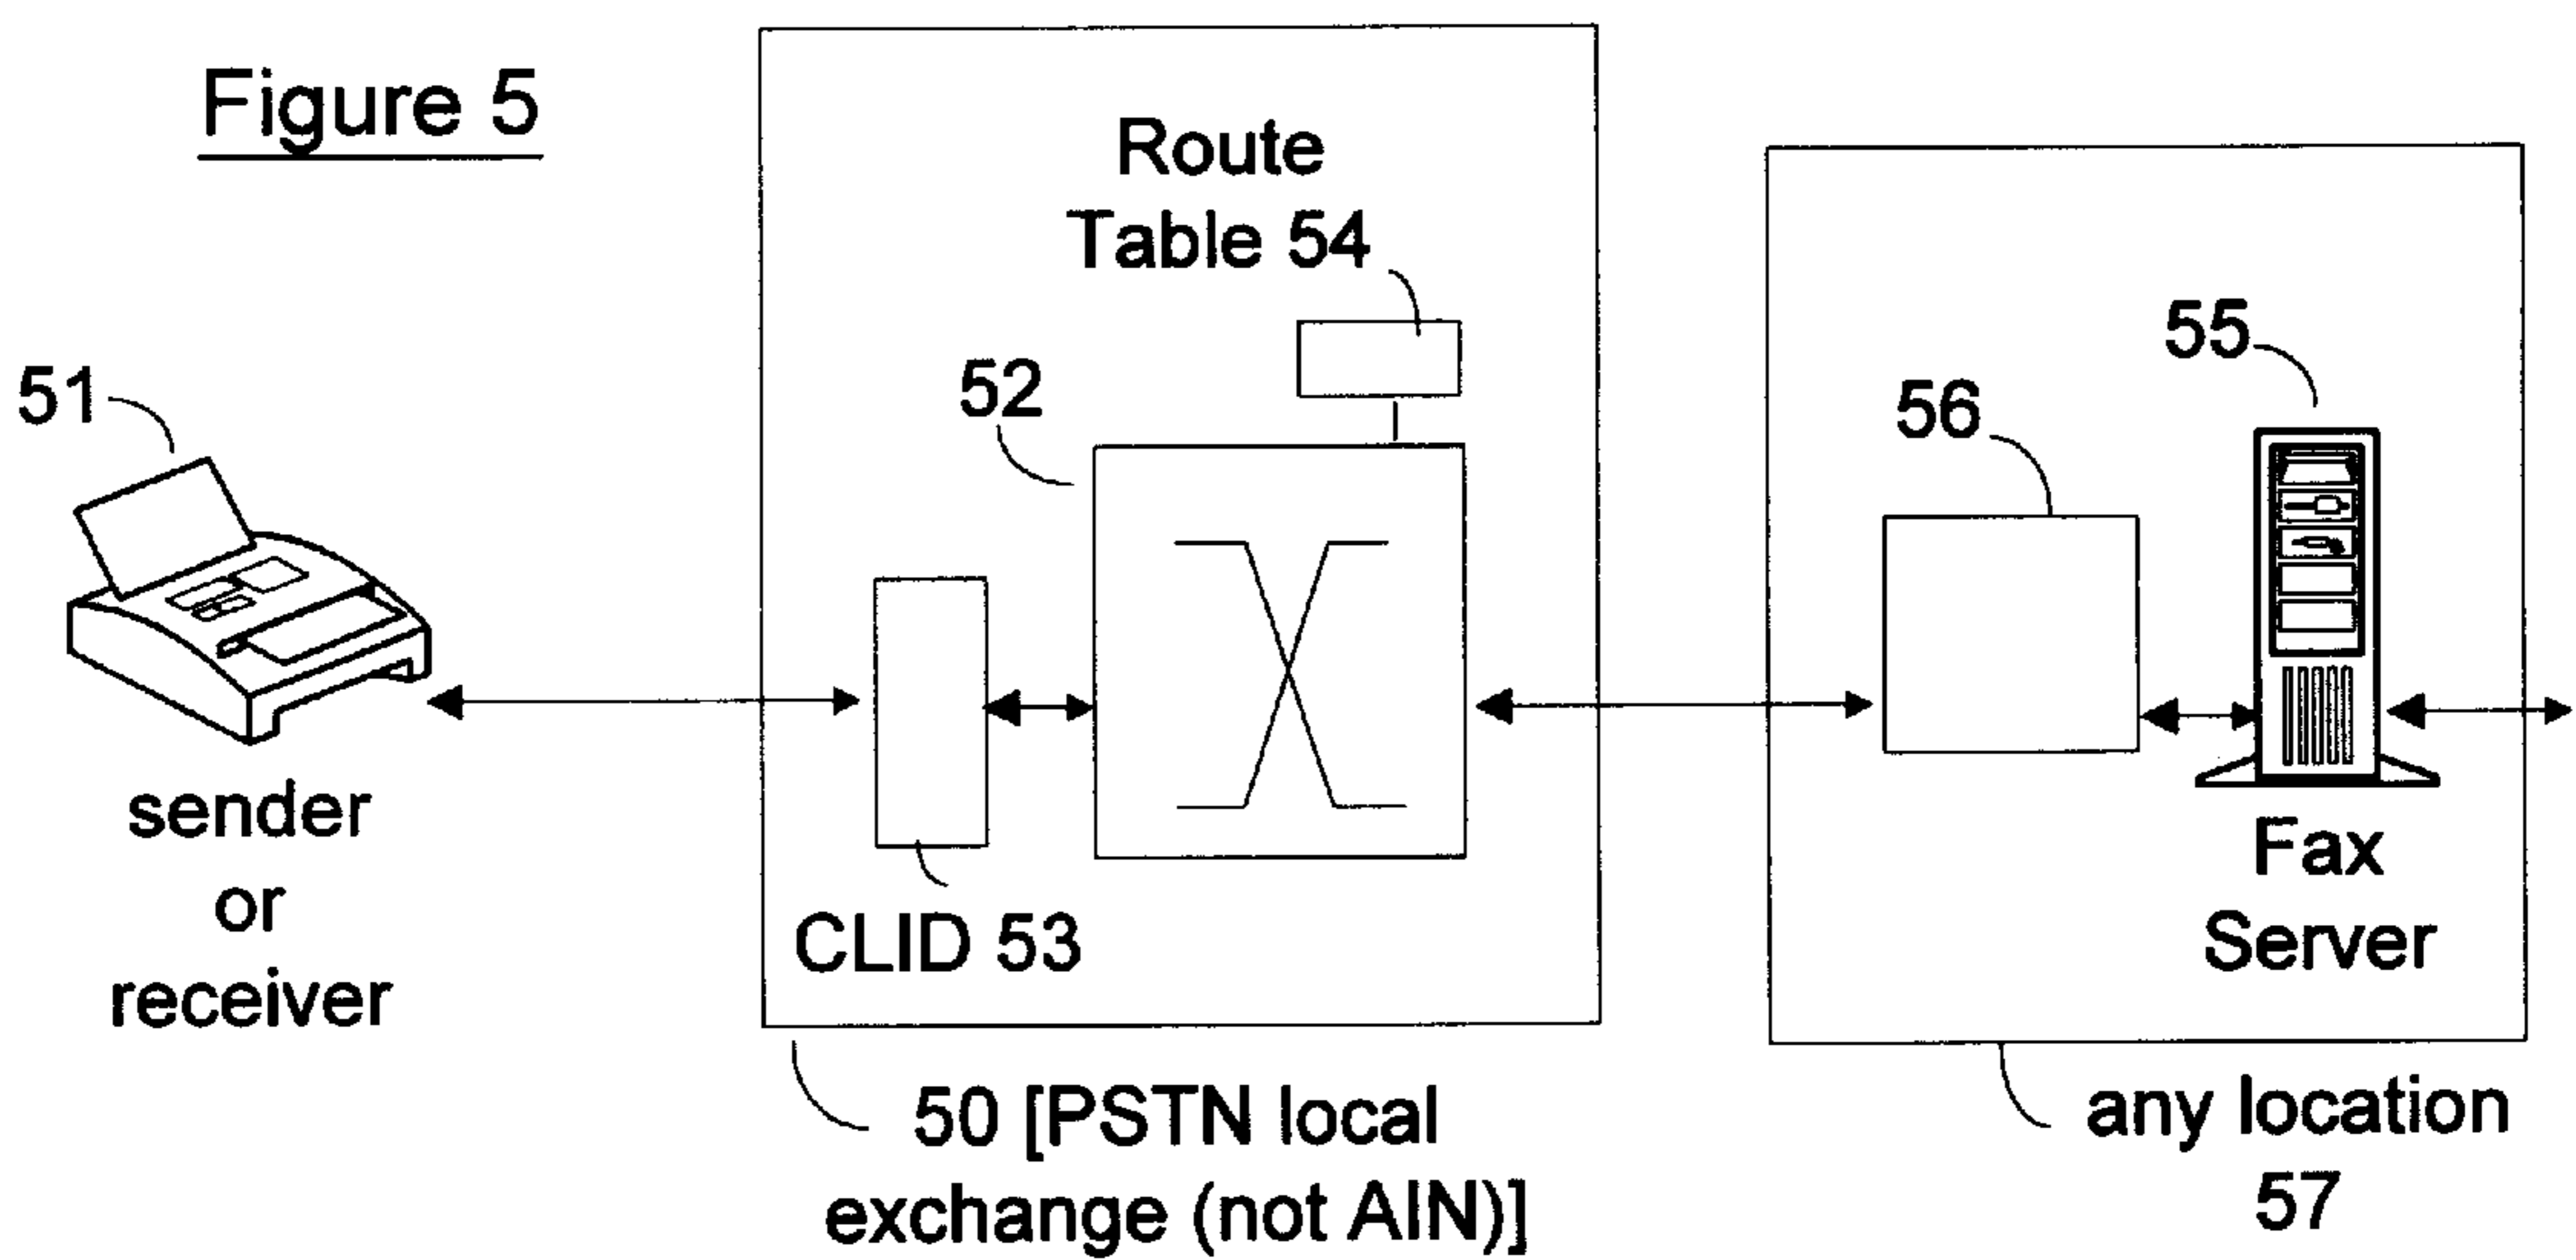 Figure 5
51
sender
or
receiver
Route
Table 54
52
CLID 53
50 [PSTN local
exchange (not AIN)]
56
55
Fax
Server
any location
57